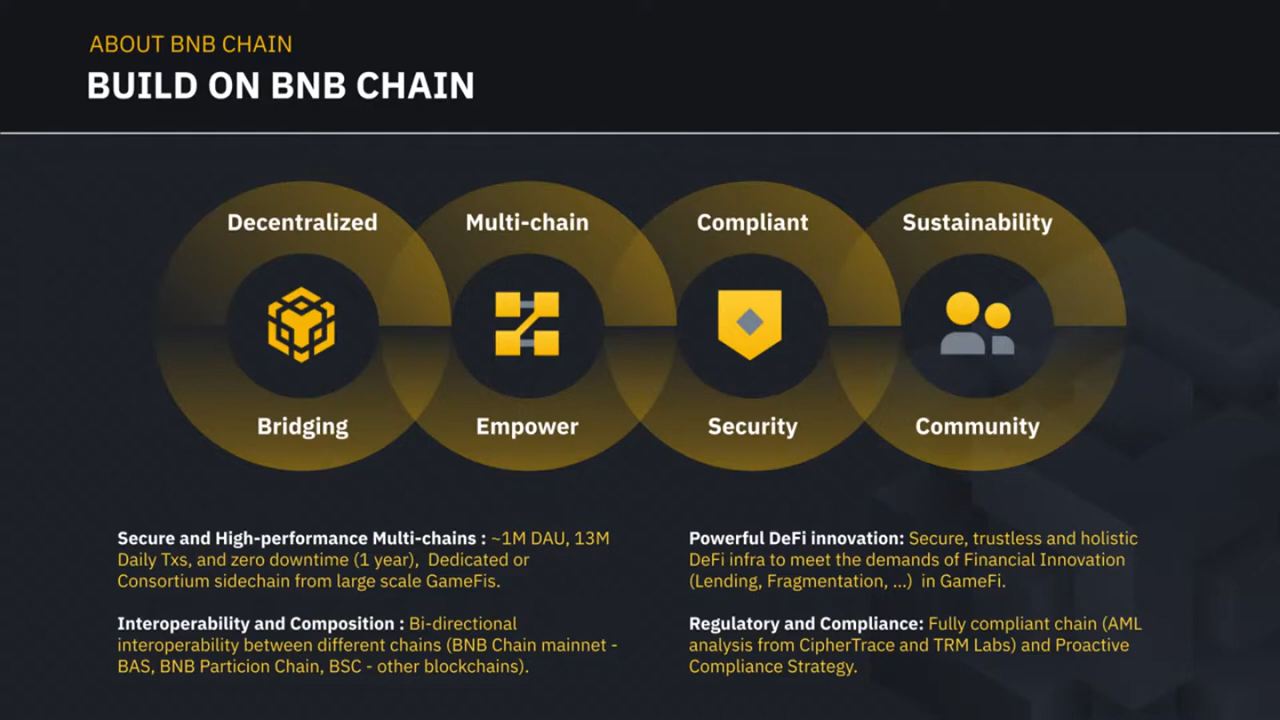 ABOUT BNB CHAIN
BUILD ON BNB CHAIN
Decentralized
Multi-chain
Compliant
Sustainability
Bridging
Empower
Security
Community
Secure and High-performance Multi-chains : ~1M DAU, 13M
Daily Txs, and zero downtime (1 year),  Dedicated or
Consortium sidechain from large scale GameFis.
Interoperability and Composition : Bi-directional
interoperability between different chains (BNB Chain mainnet -
BAS, BNB Particion Chain, BSC - other blockchains).
Powerful DeFi innovation: Secure, trustless and holistic
DeFi infra to meet the demands of Financial Innovation
(Lending, Fragmentation, ...)  in GameFi.
Regulatory and Compliance: Fully compliant chain (AML
analysis from CipherTrace and TRM Labs) and Proactive
Compliance Strategy.